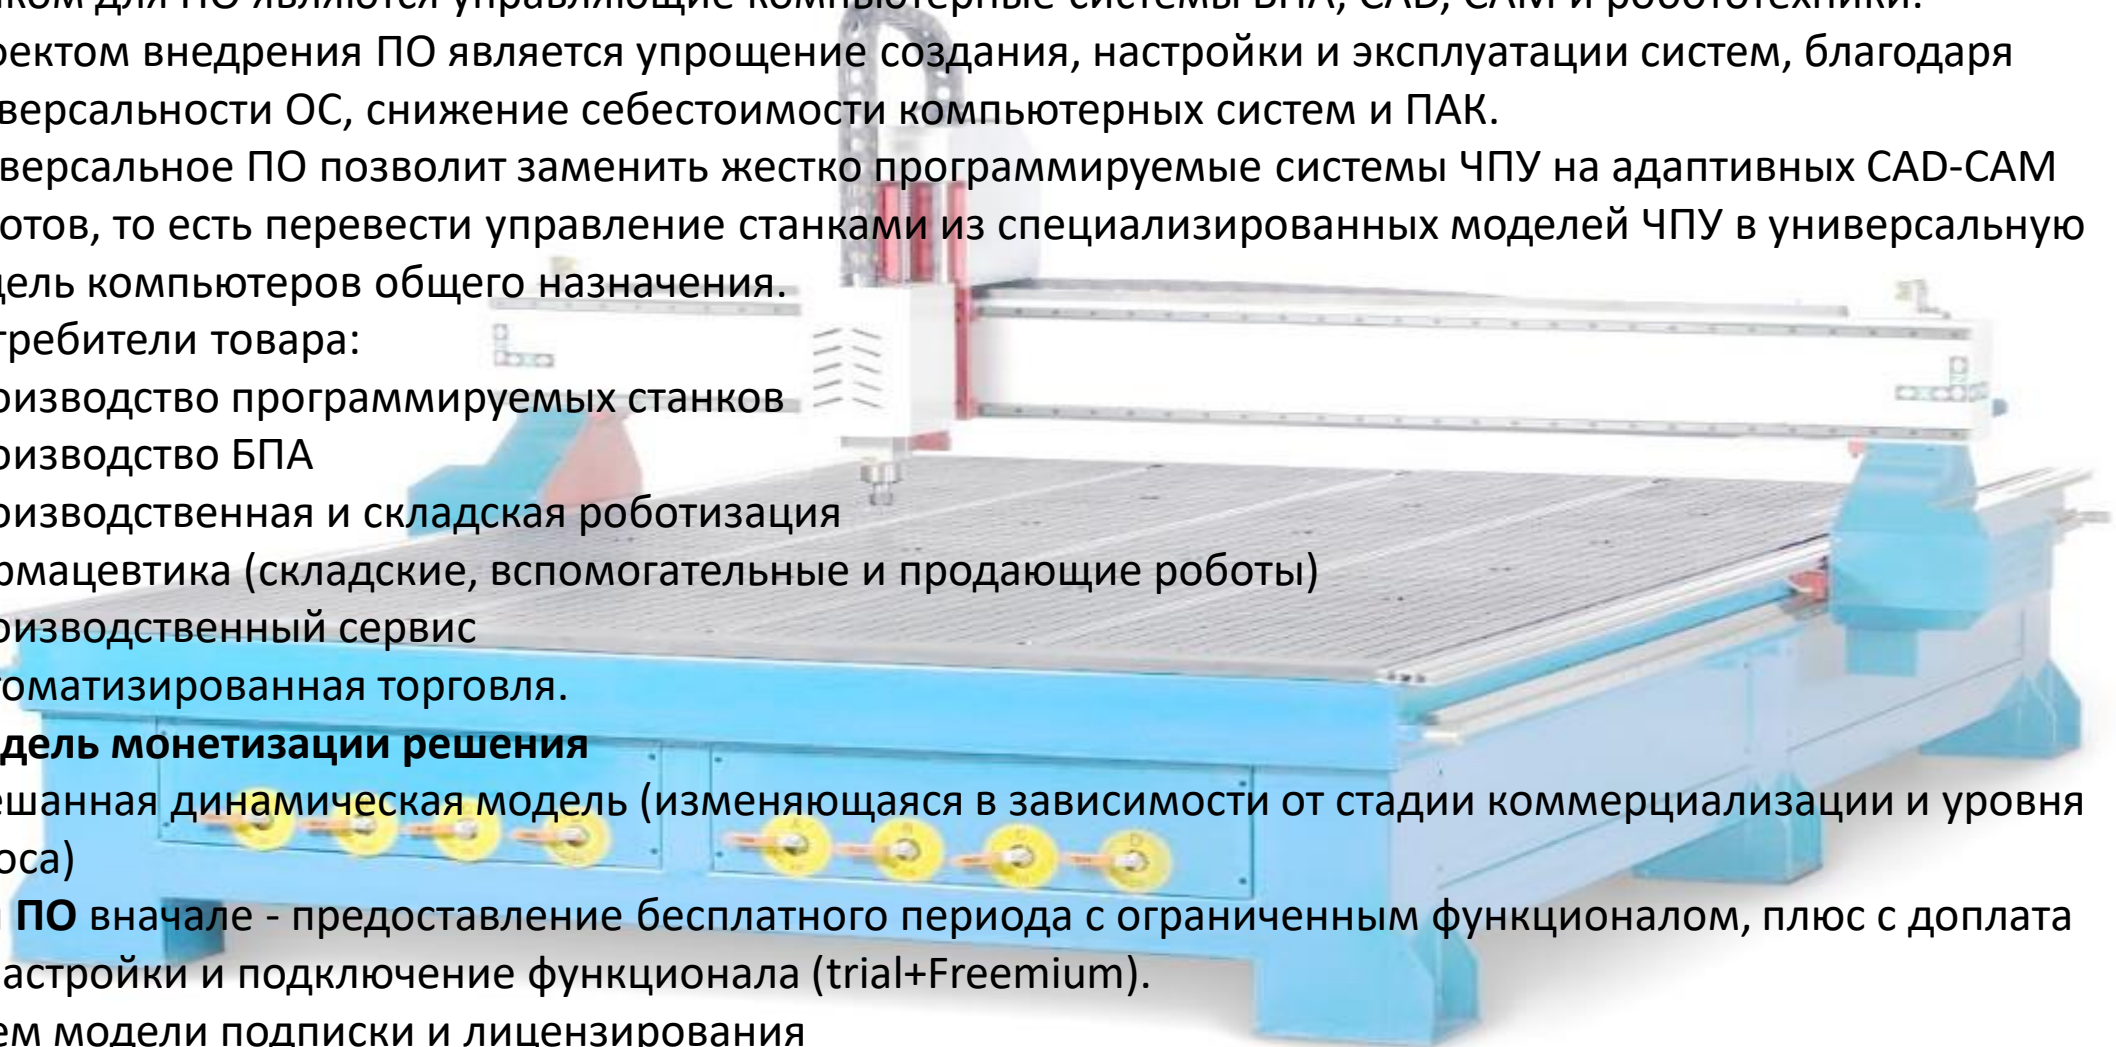 ком для ПО являются управляющие компьютерные системы БПА, CAD, CAM и робототехники.
ектом внедрения ПО является упрощение создания, настройки и эксплуатации систем, благодаря
версальности ОС, снижение себестоимости компьютерных систем и ПАК.
версальное ПО позволит заменить жестко программируемые системы ЧПУ на адаптивных CAD-CAM
отов, то есть перевести управление станками из специализированных моделей ЧПУ в универсальную
дель компьютеров общего назначения.
требители товара:
оизводство программируемых станков
оизводство БПА
оизводственная и складская роботизация
рмацевтика (складские, вспомогательные и продающие роботы)
оизводственный сервис
томатизированная торговля.
дель монетизации решения
ешанная динамическая модель (изменяющаяся в зависимости от стадии коммерциализации и уровня
оса)
ПО вначале - предоставление бесплатного периода с ограниченным функционалом, плюс с доплата
астройки и подключение функционала (trial+Freemium).
ем модели подписки и лицензирования